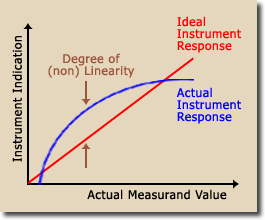 Ideal
Instrument
Response
Degree of
(non) Linearity
Actual
Instrument
Response
Instrument Indication
Actual Measurand Value